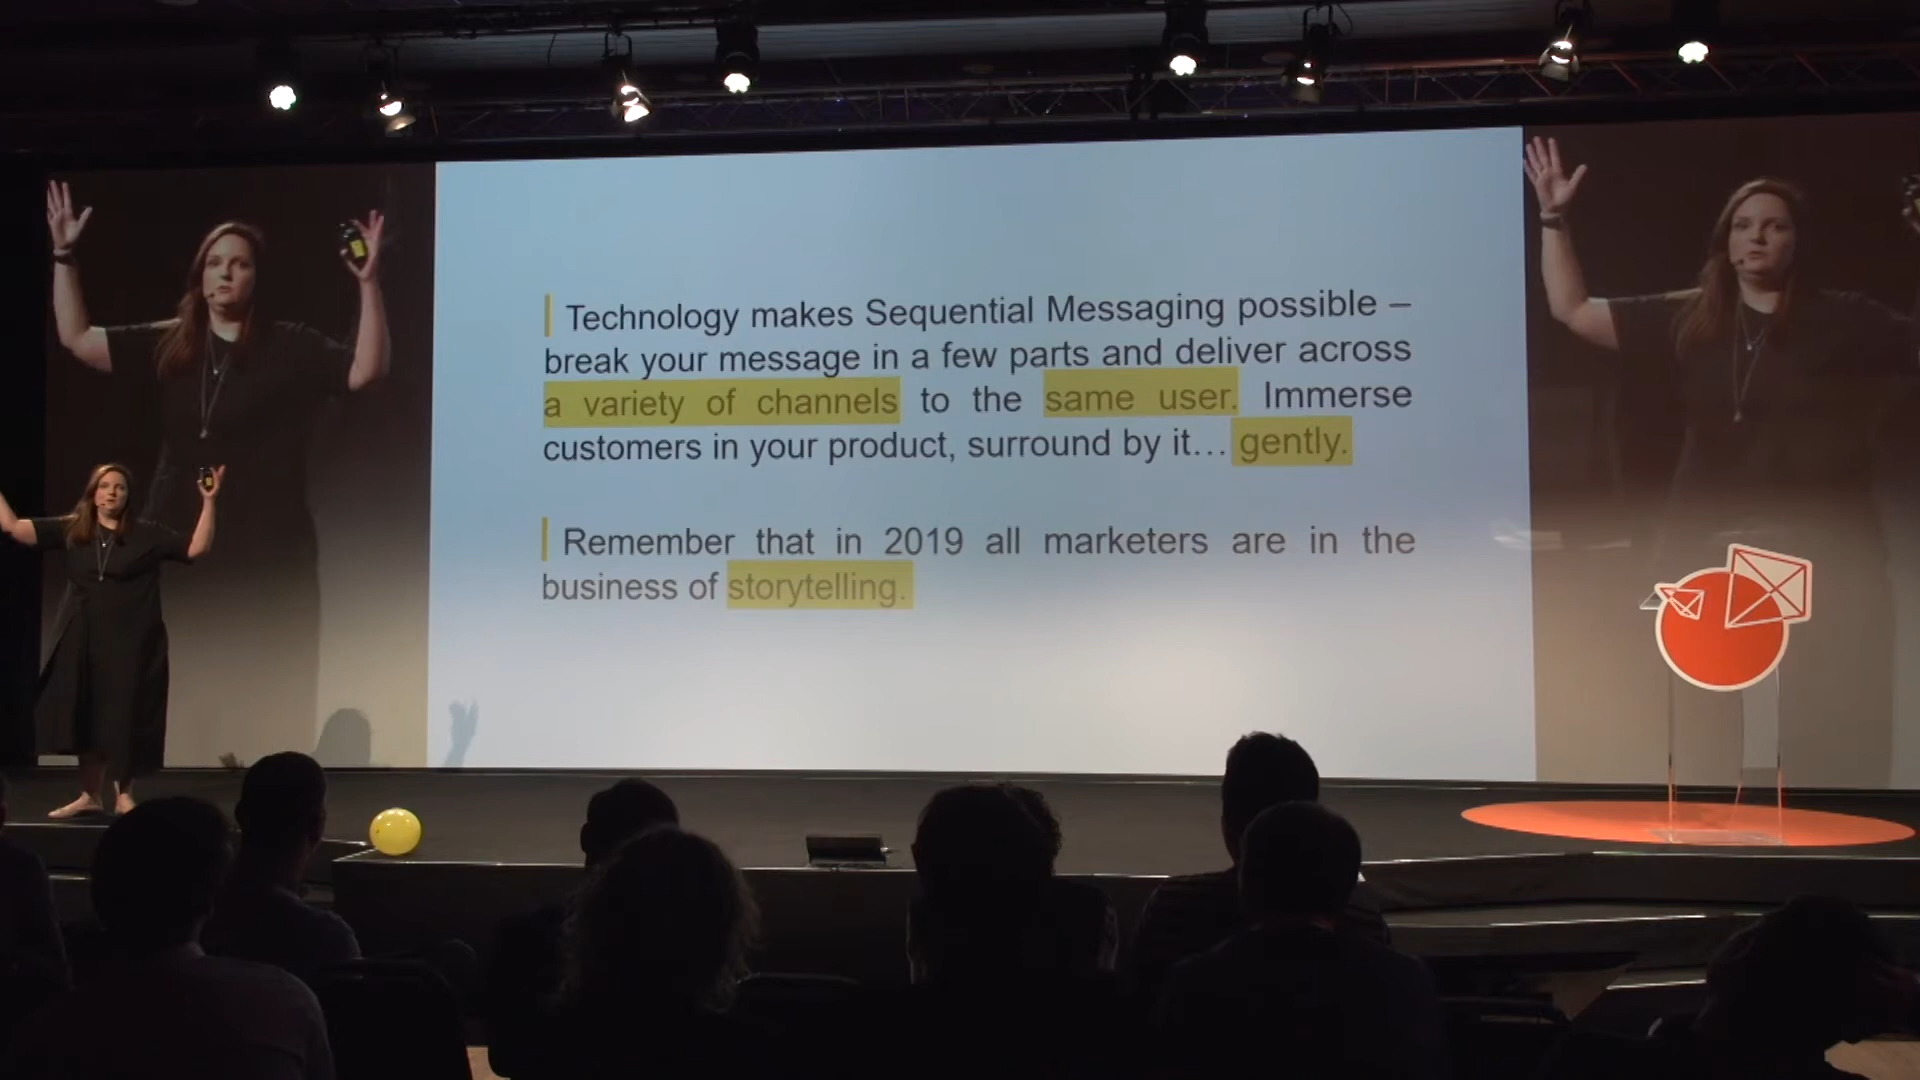 Technology makes Sequential Messaging possible –
break your message in a few parts and deliver across
a variety of channels to the same user. Immerse
customers in your product, surround by it… gently.
Remember that in 2019 all marketers are in the
business of storytelling.